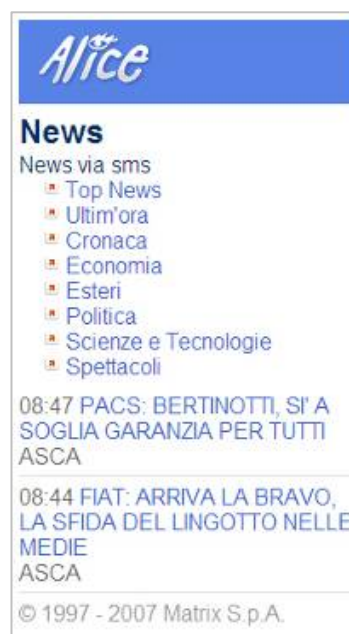 Alice
News
News via sms
Top News
Ultim'ora
Cronaca
Economia
Esteri
Politica
Scienze e Tecnologie
Spettacoli
08:47 PACS: BERTINOTTI, SI' A
SOGLIA GARANZIA PER TUTTI
ASCA
08:44 FIAT: ARRIVA LA BRAVO,
LA SFIDA DEL LINGOTTO NELLE
MEDIE
ASCA
© 1997 - 2007 Matrix S.p.A.